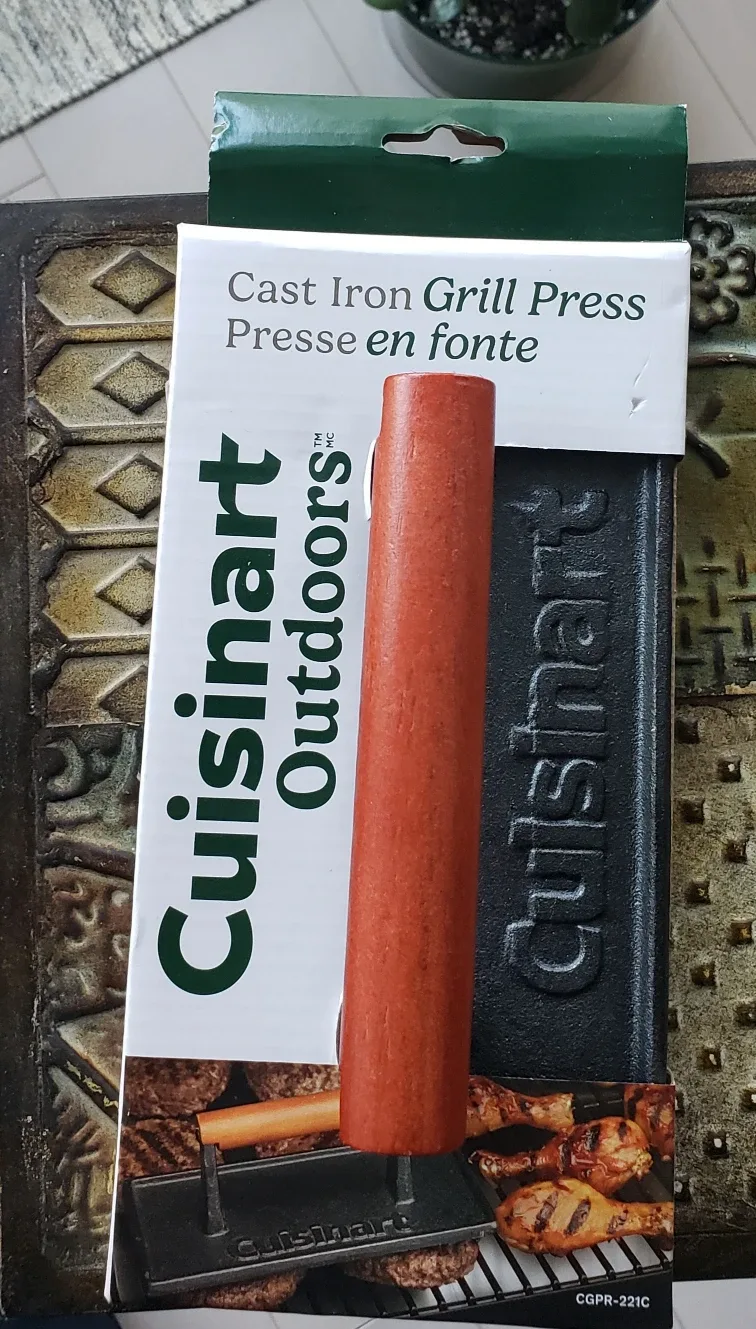 Cast Iron Grill Press
Presse en fonte
Cuisinart
Outdoors™ MC
Cuisinart
Cuisinart
CGPR-221C